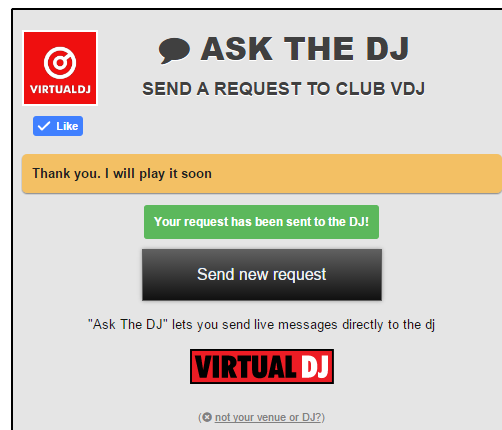 ASK THE DJ
SEND A REQUEST TO CLUB VDJ
VIRTUALDJ
Like
Thank you. I will play it soon
Your request has been sent to the DJ!
Send new request
"Ask The DJ" lets you send live messages directly to the dj
VIRTUAL DJ
(not your venue or DJ?)